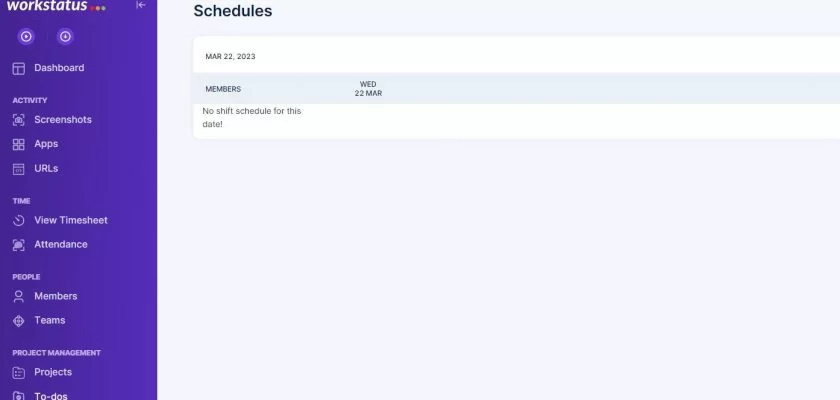 workstatus
Dashboard
ACTIVITY
Screenshots
Apps
URLs
TIME
View Timesheet
Attendance
PEOPLE
Members
Teams
PROJECT MANAGEMENT
Projects
To-dos
Schedules
MAR 22, 2023
MEMBERS
WED
22 MAR
No shift schedule for this
date!